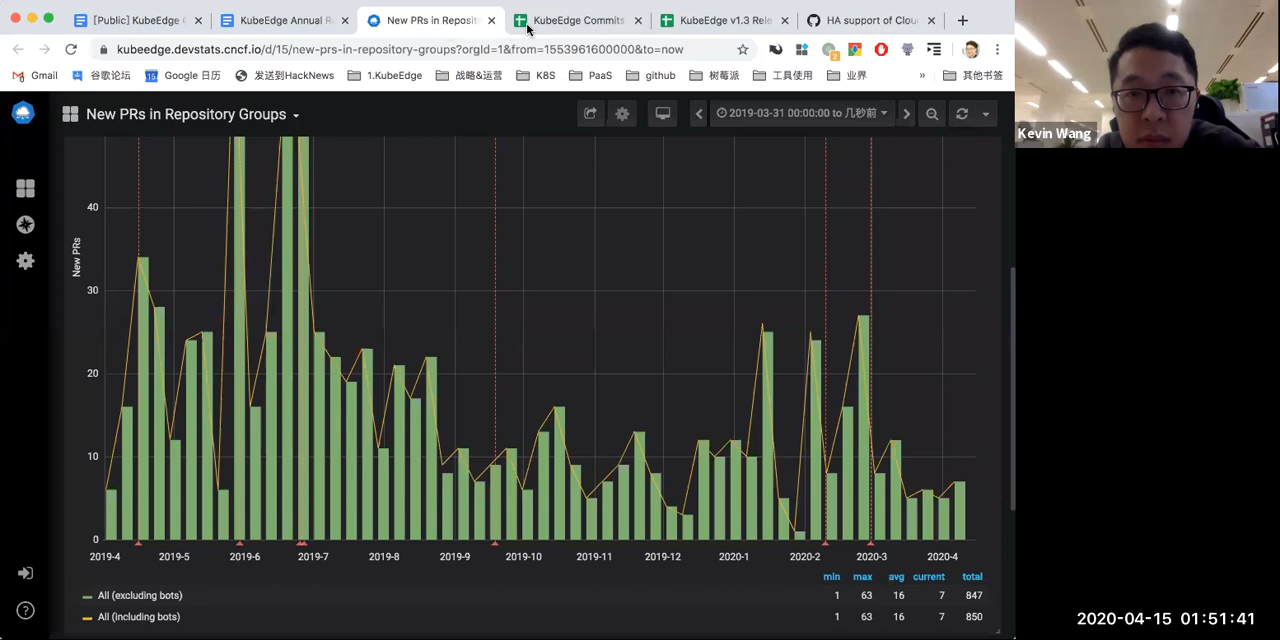 [Public] KubeEdge
KubeEdge Annual R
New PRs in Reposit
KubeEdge Commits
KubeEdge v1.3 Rele
HA support of Clou
kubeedge.devstats.cncf.io/d/15/new-prs-in-repository-groups?orgId=1&from=1553961600000&to=now
2
Gmail
谷歌论坛
Google 日历
发送到HackNews
1.KubeEdge
战略&运营
K8S
PaaS
github
树莓派
工具使用
业界
»
其他书签
New PRs in Repository Groups
2019-03-31 00:00:00 to 几秒前
Kevin Wang
New PRs
40
30
20
10
0
2019-4 2019-5 2019-6 2019-7 2019-8 2019-9 2019-10 2019-11 2019-12 2020-1 2020-2 2020-3 2020-4
min max avg current total
All (excluding bots) 1 63 16 7 847
All (including bots) 1 63 16 7 850
2020-04-15 01:51:41